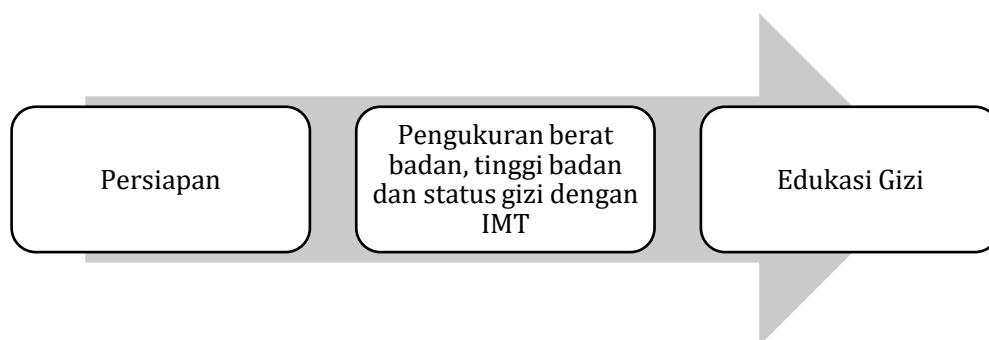 Persiapan
Pengukuran berat
badan, tinggi badan
dan status gizi dengan
IMT
Edukasi Gizi